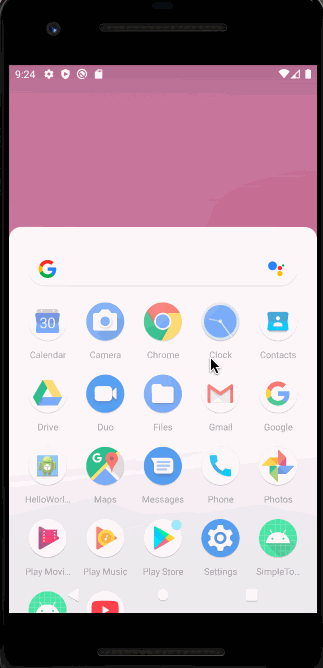 9:24
Calendar Camera Chrome Clock Contacts
Drive Duo Files Gmail Google
HelloWorl... Maps Messages Phone Photos
Play Movi... Play Music Play Store Settings SimpleTo...